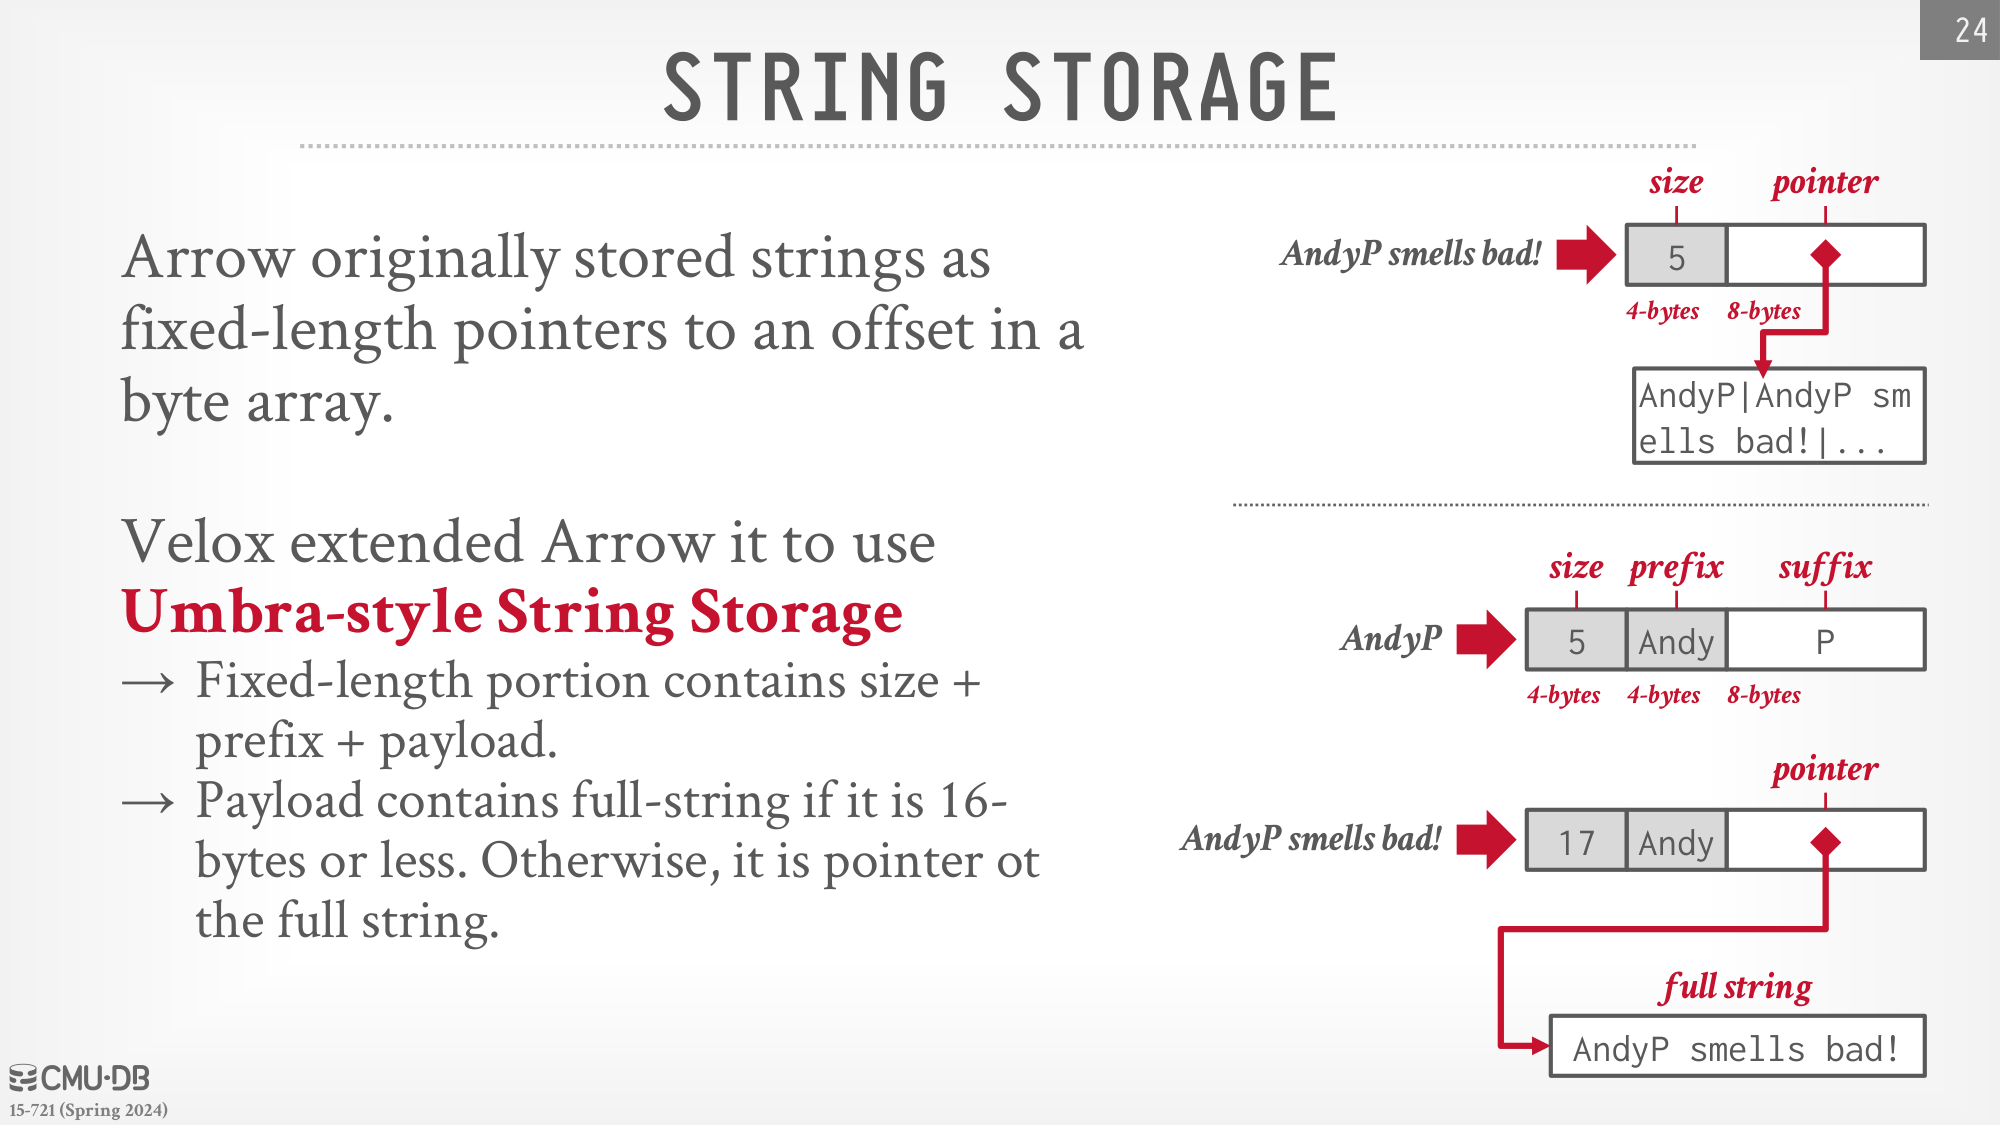 24
STRING STORAGE
Arrow originally stored strings as
fixed-length pointers to an offset in a
byte array.
Velox extended Arrow it to use
Umbra-style String Storage
→ Fixed-length portion contains size +
prefix + payload.
→ Payload contains full-string if it is 16-
bytes or less. Otherwise, it is pointer ot
the full string.
size pointer
AndyP smells bad! 5
4-bytes 8-bytes
AndyP|AndyP sm
ells bad!|...
size prefix suffix
AndyP 5 Andy P
4-bytes 4-bytes 8-bytes
pointer
AndyP smells bad! 17 Andy
full string
AndyP smells bad!
CMU·DB
15-721 (Spring 2024)